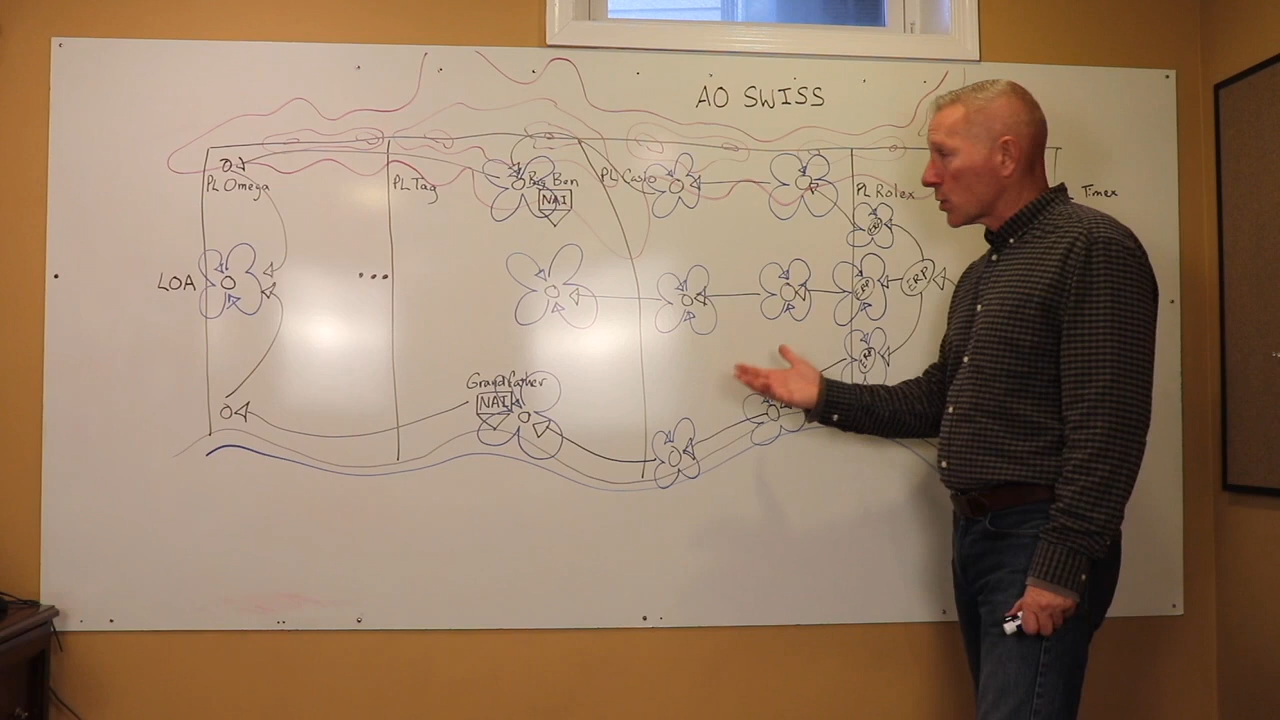 AO SWISS
PL Omega
PL Tag
Big Ben
NAI
PL Casio
PL Rolex
Timex
LOA
...
ERP
ERP
ERP
ERP
Grandfather
NAI